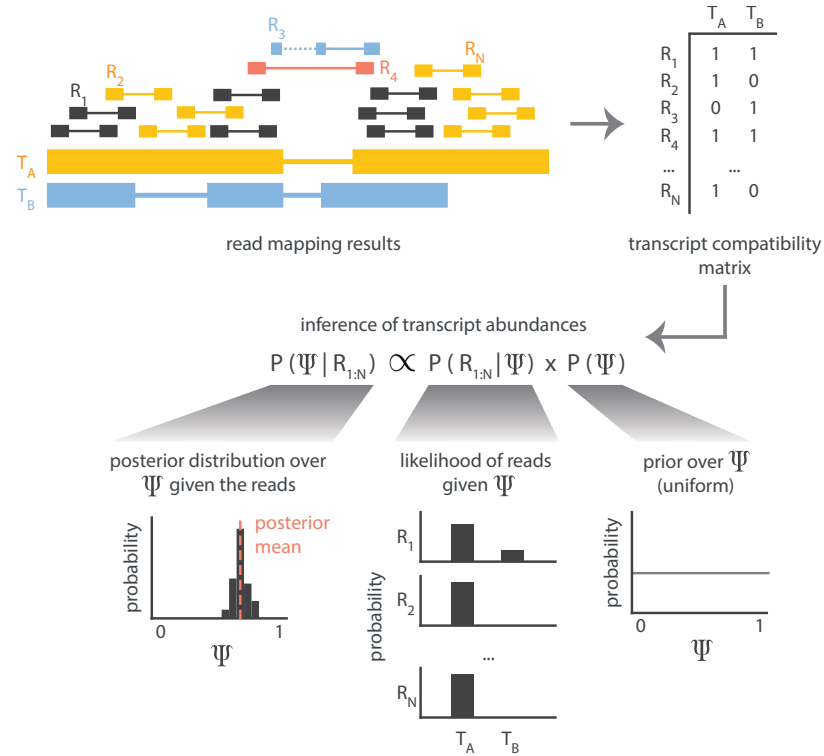 R3
R2
RN
R4
R1
TA
TB
read mapping results
TA TB
R1 1 1
R2 1 0
R3 0 1
R4 1 1
... ...
RN 1 0
transcript compatibility
matrix
inference of transcript abundances
P (Ψ | R1:N) ∝ P (R1:N | Ψ) x P (Ψ)
posterior distribution over
Ψ given the reads
probability
posterior
mean
0 1
Ψ
likelihood of reads
given Ψ
probability
R1
R2
...
RN
TA TB
prior over Ψ
(uniform)
probability
0 1
Ψ